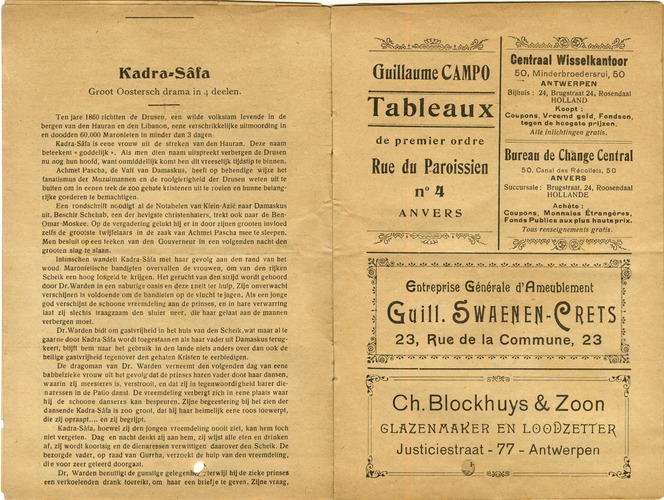 Kadra-Sâfa
Groot Oostersch drama in 4 deelen.
Ten jare 1860 richtten de Drusen, een wilde volkstam levende in de
bergen van den Hauran en den Libanon, eene verschrikkelijke uitmoording in
en doodden 60.000 Maronieten in minder dan 3 dagen.
Kadra-Sâfa is eene vrouw uit de streken van den Hauran. Deze naam
beteekent « goddelijk ». Als men dien naam uitspreekt verbergen de Drusen
nu nog hun hoofd, want onmiddellijk komt hen dit vreeselijk tijdstip te binnen.
Achmet Pascha, de Vali van Damaskus, heeft op behendige wijze het
fanatismus der Muzulmannen en de roofgierigheid der Drusen weten uit te
buiten om in eenen trek de zoo gehate kristenen uit te roeien en hunne belang-
rijke goederen te bemachtigen.
Een rondschrift noodigt al de Notabelen van Klein-Azië naar Damaskus
uit. Beschir Schehab, een der hevigste christenhaters, trekt ook naar de Ben-
Omat-Moskee. Op de vergadering gelukt hij er in door zijnen grooten invloed
zelfs de grootste twijfelaars in de zaak van Achmet Pascha mee te sleepen.
Men besluit op een teeken van den Gouverneur in een volgenden nacht den
grooten slag te slaan.
Intusschen wandelt Kadra-Sâfa met haar gevolg aan den rand van het
woud. Maronietische bandijten overvallen de vrouwen, om van den rijken
Scheik een hoog losgeld te krijgen. Het gerucht van den strijd wordt gehoord
door Dr. Warden in een naburige oasis en deze snelt ter hulp. Zijn onverwacht
verschijnen is voldoende om de bandieten op de vlucht te jagen. Als een jonge
god verschijnt de schoone vreemdeling aan de prinses, en in hare verwarring
laat zij slechts traagzaam den sluier neer, die haar gelaat aan de mannen
verbergen moet.
Dr. Warden bidt om gastvrijheid in het huis van den Scheik, wat maar al te
gaarne door Kadra-Sâfa wordt toegestaan en als haar vader uit Damaskus terug-
keert, blijft hem naar het gebruik in den lande niets anders over dan ook de
heilige gastvrijheid tegenover den gehaten Kristen te eerbiedigen.
De dragoman van Dr. Warden verneemt den volgenden dag van eene
babbelzieke vrouw uit het gevolg dat de prinses haren vader door haar dansen,
waarin zij meesteres is, verstrooit, en dat zij in tegenwoordigheid harer die-
naressen in de Patio danst. De vreemdeling verbergt zich in eene plaats waar
hij de schoone danseres kan bespeuren. Zijne begeestering bij het zien der
dansende Kadra-Sâfa is zoo groot, dat hij haar heimelijk eene roos toewerpt,
die zij opraapt.... en zij begrijpt.
Kadra-Sâfa, hoewel zij den jongen vreemdeling nooit ziet, kan hem toch
niet vergeten. Dag en nacht denkt zij aan hem, zij wijst alle eten en drinken
af, zij wordt koortsig en de dienaressen verwittigen daarover den Scheik. De
bezorgde vader, op raad van Gurrha, verzoekt de hulp van den vreemdeling,
die voor zeer geleerd doorgaat.
Dr. Warden benuttigt de gunstige gelegenheid, terwijl hij de zieke prinses
een verkoelenden drank toereikt, om haar een briefje te geven. Zijne vraag,
Guillaume CAMPO
Tableaux
de premier ordre
Rue du Paroissien
nº 4
ANVERS
Centraal Wisselkantoor
50, Minderbroedersrui, 50
ANTWERPEN
Bijhuis : 24, Brugstraat 24, Rosendaal
HOLLAND
Koopt :
Coupons, Vreemd geld, Fondsen,
tegen de hoogste prijzen.
Alle inlichtingen gratis.
Bureau de Change Central
50, Canal des Récollets, 50
ANVERS
Succursale : Brugstraat 24, Roosendaal
HOLLANDE
Achète :
Coupons, Monnaies Étrangères,
Fonds Publics aux plus hauts prix.
Tous renseignements gratis.
Entreprise Générale d'Ameublement
Guill. SWAENEN-CRETS
23, Rue de la Commune, 23
Ch. Blockhuys & Zoon
GLAZENMAKER EN LOODZETTER
Justiciestraat - 77 - Antwerpen